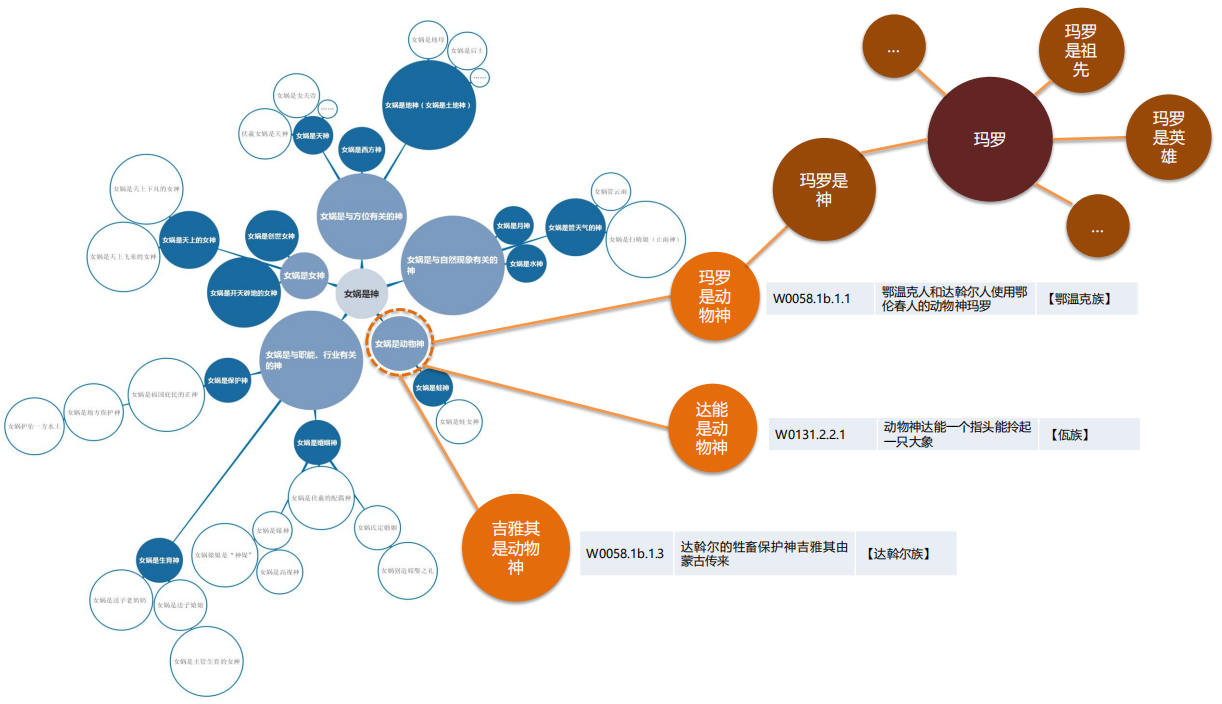 女娲是地母
女娲是后土
……
女娲是地神（女娲是土地神）
女娲是女天帝
……
伏羲女娲是天神
女娲是天神
女娲是西方神
女娲是与方位有关的神
女娲是天上下凡的女神
女娲是天上飞来的女神
女娲是天上的女神
女娲是创世女神
女娲是开天辟地的女神
女娲是女神
女娲是神
女娲管云雨
女娲是扫晴娘（止雨神）
女娲是管天气的神
女娲是月神
女娲是水神
女娲是与自然现象有关的
神
女娲是动物神
女娲是蛙神
女娲是蛙女神
女娲是与职能、行业有关
的神
女娲是保护神
女娲是福国庇民的正神
女娲是地方保护神
女娲护佑一方水土
女娲是婚姻神
女娲是伏羲的配偶神
女娲是媒神
女娲娘娘是“神媒”
女娲是高禖神
女娲氏定婚姻
女娲创造嫁娶之礼
女娲是生育神
女娲是送子老奶奶
女娲是送子娘娘
女娲是主管生育的女神
…
玛罗
是祖
先
玛罗
玛罗
是英
雄
…
玛罗是
神
玛罗
是动
物神
W0058.1b.1.1
鄂温克人和达斡尔人使用鄂
伦春人的动物神玛罗
【鄂温克族】
达能
是动
物神
W0131.2.2.1
动物神达能一个指头能拎起
一只大象
【佤族】
吉雅其
是动物
神
W0058.1b.1.3
达斡尔的牲畜保护神吉雅其由
蒙古传来
【达斡尔族】